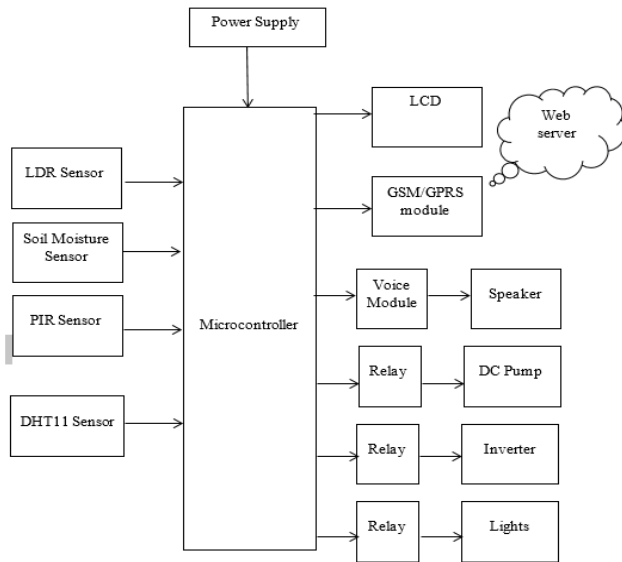 Power Supply
LCD
Web
server
LDR Sensor
GSM/GPRS
module
Soil Moisture
Sensor
Voice
Module
Speaker
PIR Sensor
Microcontroller
Relay
DC Pump
DHT11 Sensor
Relay
Inverter
Relay
Lights